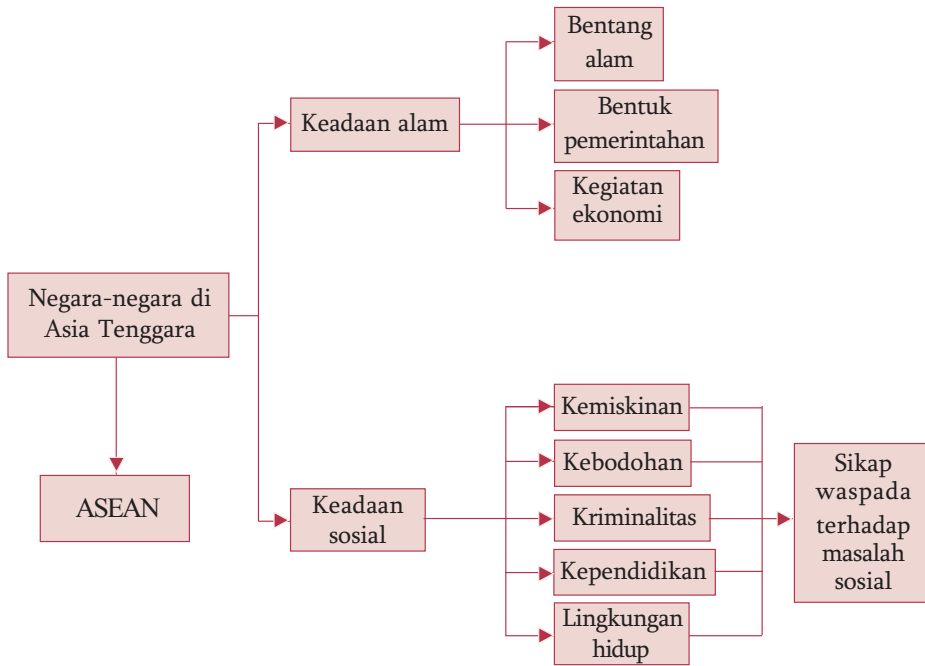 Bentang
alam
Keadaan alam
Bentuk
pemerintahan
Kegiatan
ekonomi
Negara-negara di
Asia Tenggara
ASEAN
Keadaan
sosial
Kemiskinan
Kebodohan
Kriminalitas
Kependidikan
Lingkungan
hidup
Sikap
waspada
terhadap
masalah
sosial